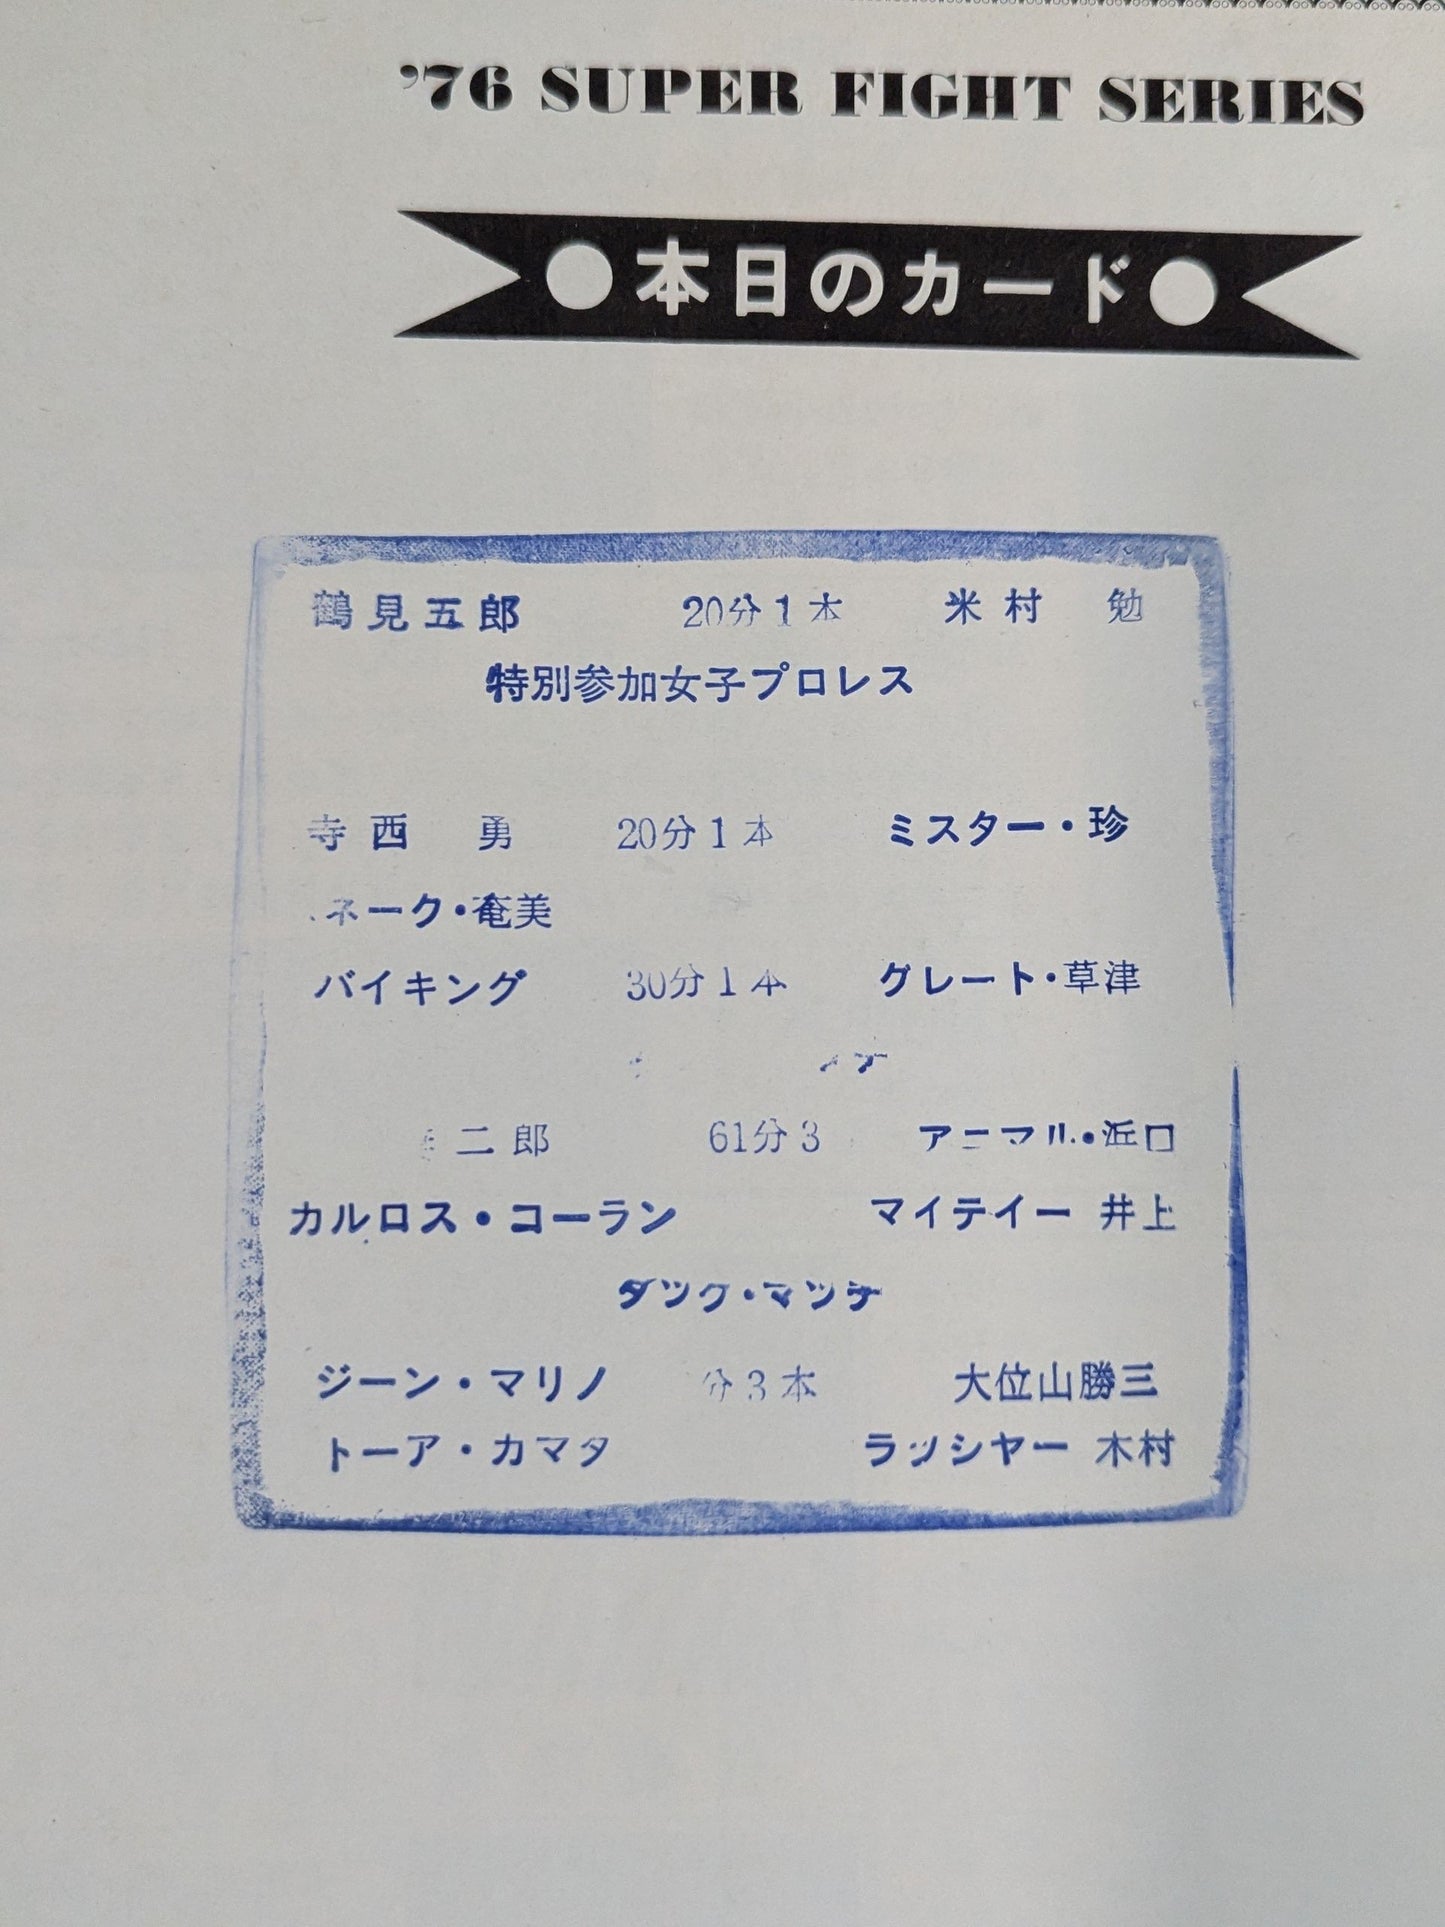 '76 SUPER FIGHT SERIES
●本日のカード●
鶴見五郎 20分1本 米村 勉
特別参加女子プロレス
寺西 勇 20分1本 ミスター・珍
ネーク・奄美
バイキング 30分1本 グレート・草津
二郎 61分3 アニマル・浜口
カルロス・コーラン マイテイー 井上
タッグ・マッチ
ジーン・マリノ 分3本 大位山勝三
トーア・カマタ ラッシヤー 木村